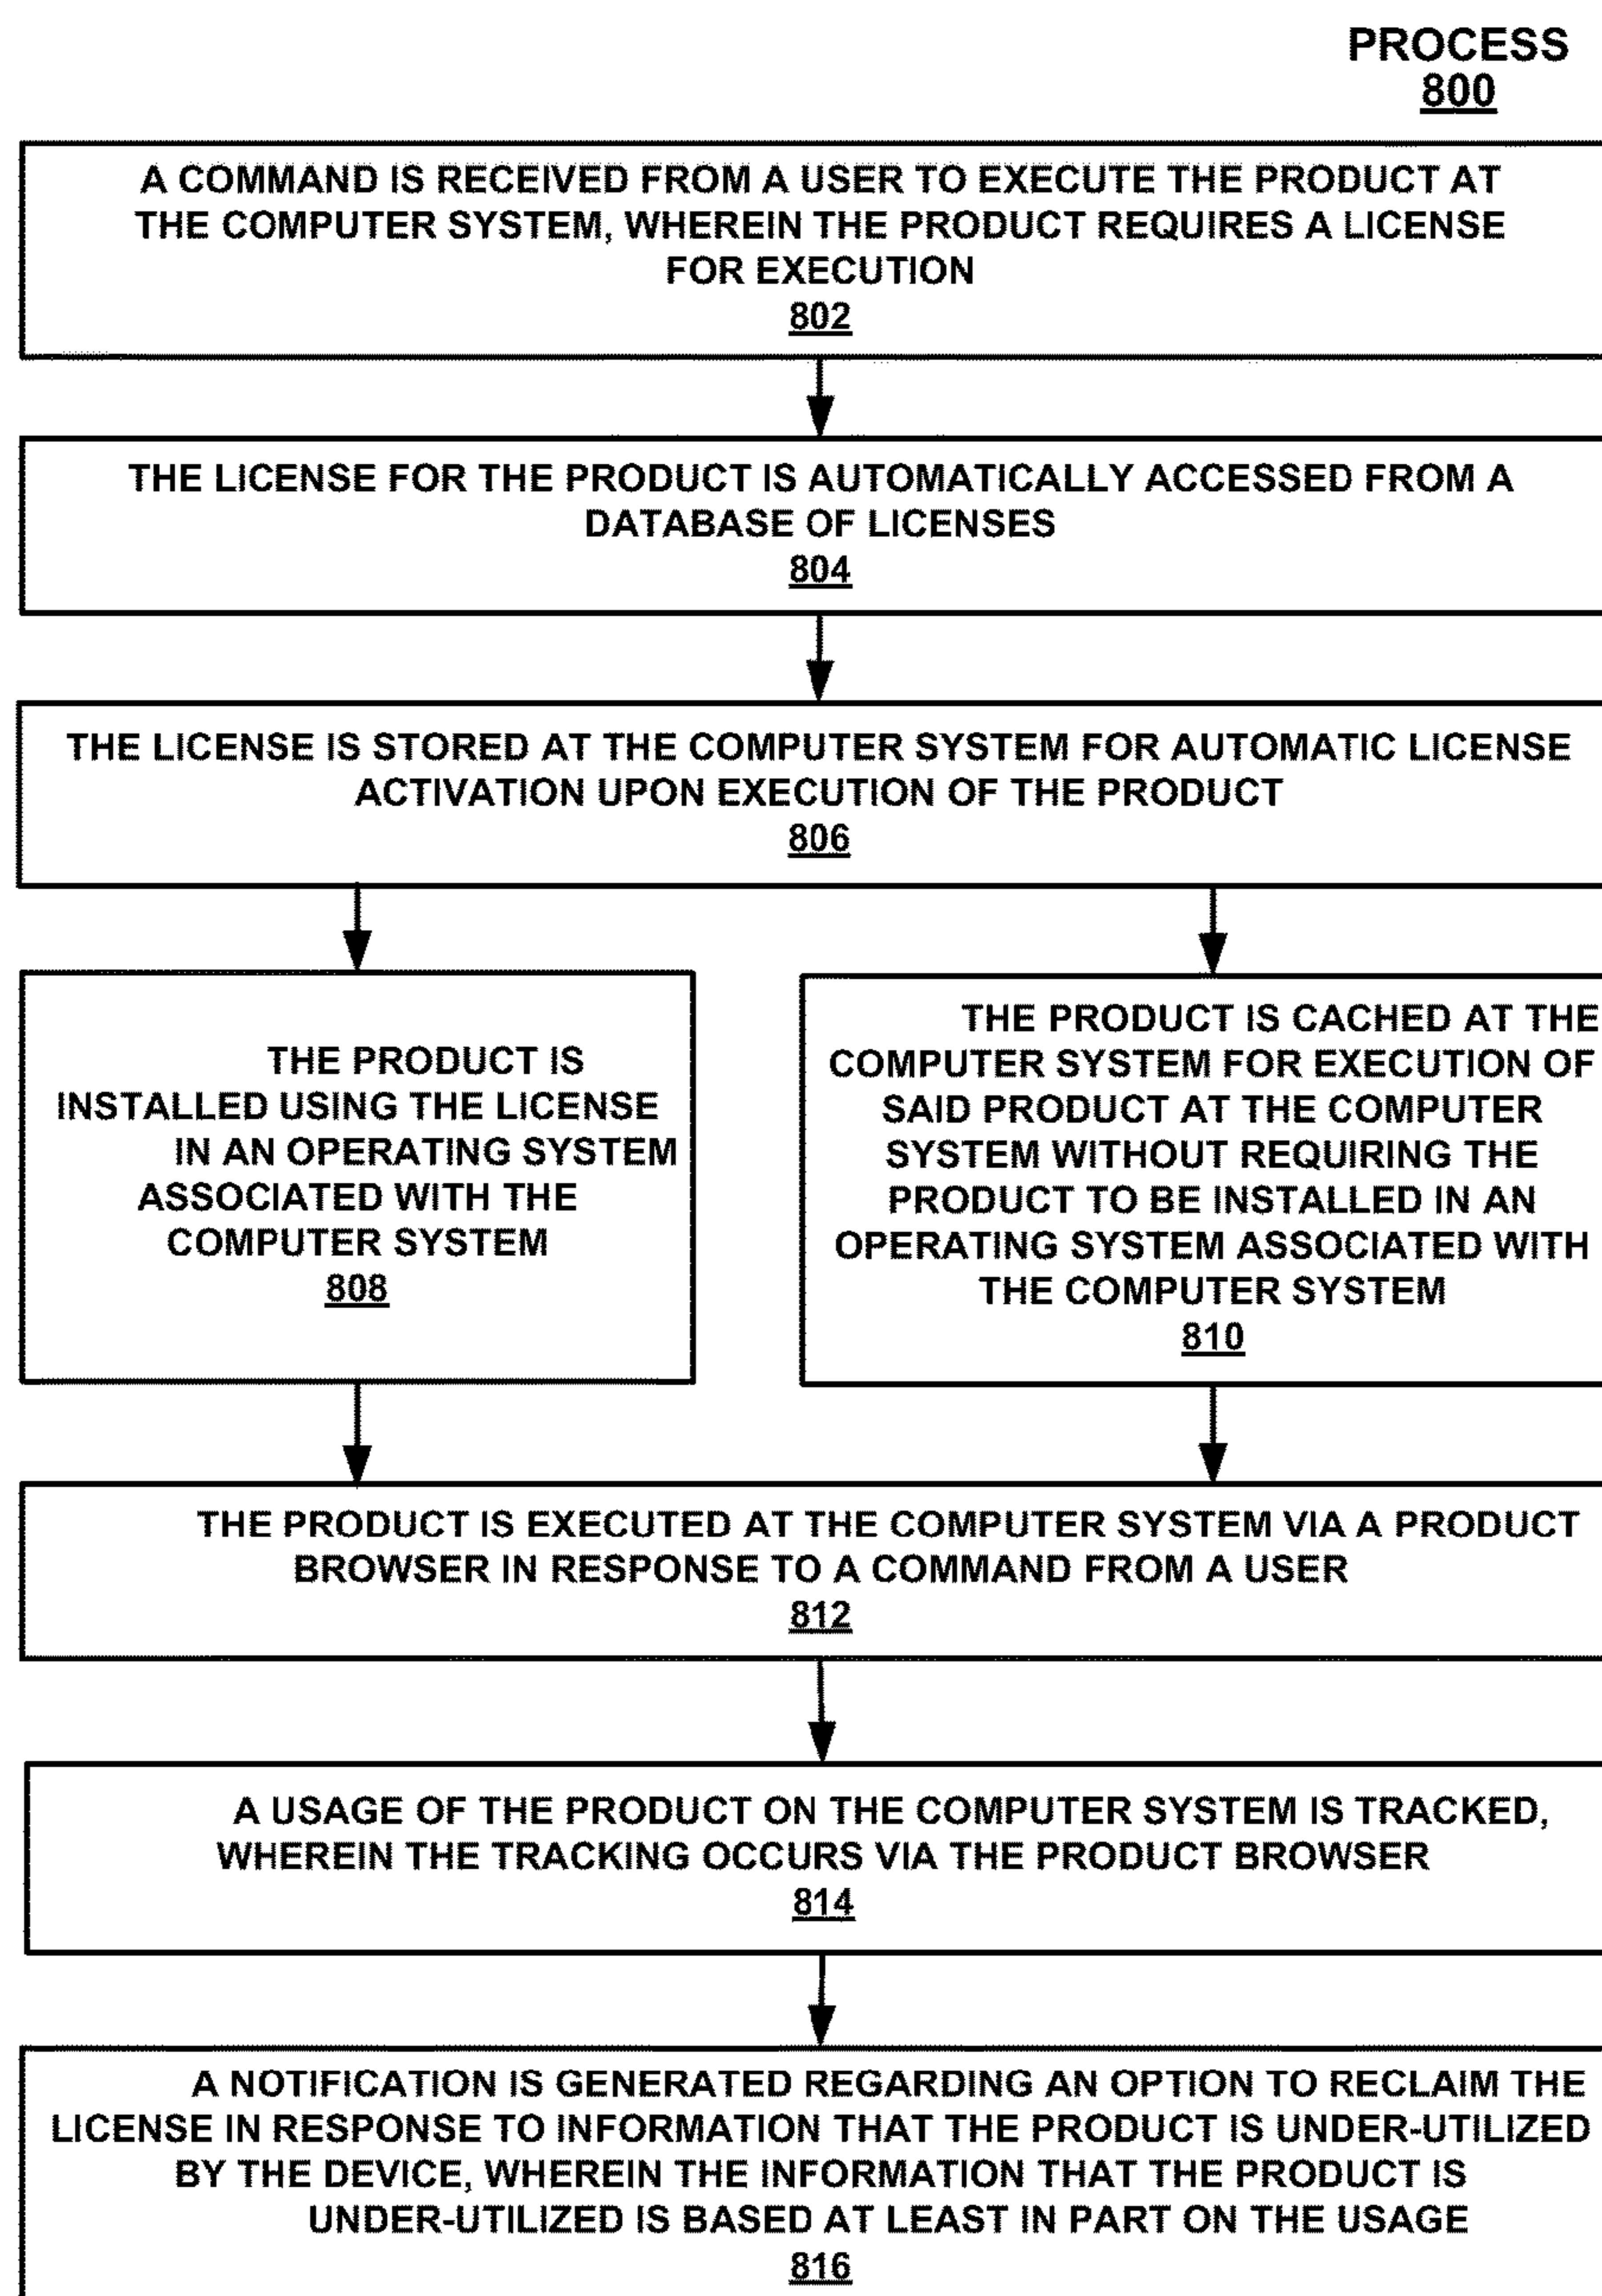 PROCESS
800
A COMMAND IS RECEIVED FROM A USER TO EXECUTE THE PRODUCT AT
THE COMPUTER SYSTEM, WHEREIN THE PRODUCT REQUIRES A LICENSE
FOR EXECUTION
802
THE LICENSE FOR THE PRODUCT IS AUTOMATICALLY ACCESSED FROM A
DATABASE OF LICENSES
804
THE LICENSE IS STORED AT THE COMPUTER SYSTEM FOR AUTOMATIC LICENSE
ACTIVATION UPON EXECUTION OF THE PRODUCT
806
THE PRODUCT IS
INSTALLED USING THE LICENSE
IN AN OPERATING SYSTEM
ASSOCIATED WITH THE
COMPUTER SYSTEM
808
THE PRODUCT IS CACHED AT THE
COMPUTER SYSTEM FOR EXECUTION OF
SAID PRODUCT AT THE COMPUTER
SYSTEM WITHOUT REQUIRING THE
PRODUCT TO BE INSTALLED IN AN
OPERATING SYSTEM ASSOCIATED WITH
THE COMPUTER SYSTEM
810
THE PRODUCT IS EXECUTED AT THE COMPUTER SYSTEM VIA A PRODUCT
BROWSER IN RESPONSE TO A COMMAND FROM A USER
812
A USAGE OF THE PRODUCT ON THE COMPUTER SYSTEM IS TRACKED,
WHEREIN THE TRACKING OCCURS VIA THE PRODUCT BROWSER
814
A NOTIFICATION IS GENERATED REGARDING AN OPTION TO RECLAIM THE
LICENSE IN RESPONSE TO INFORMATION THAT THE PRODUCT IS UNDER-UTILIZED
BY THE DEVICE, WHEREIN THE INFORMATION THAT THE PRODUCT IS
UNDER-UTILIZED IS BASED AT LEAST IN PART ON THE USAGE
816